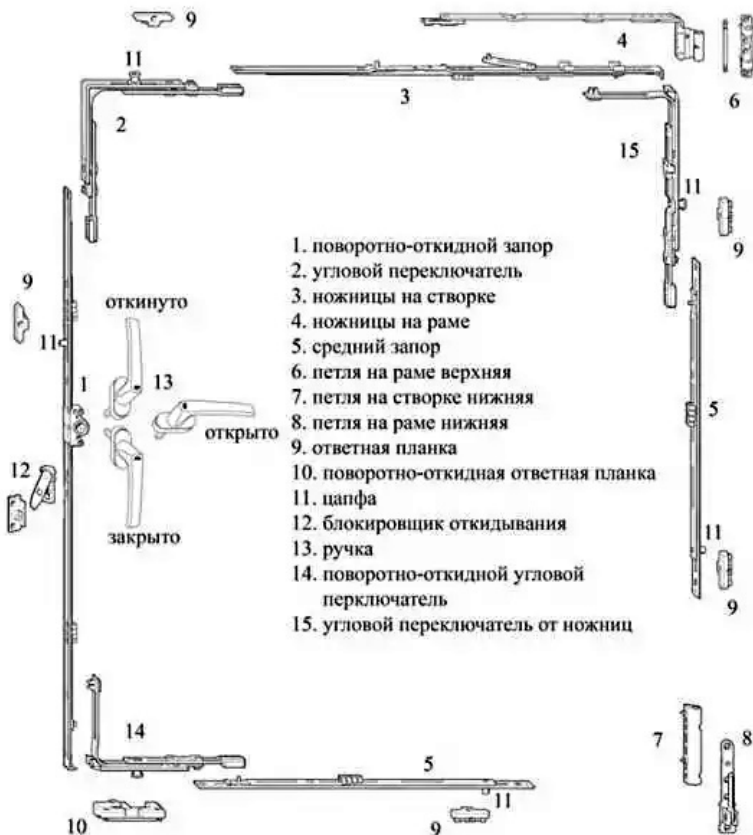 9
11
4
3
6
2
15
11
9
1. поворотно-откидной запор
2. угловой переключатель
3. ножницы на створке
4. ножницы на раме
5. средний запор
6. петля на раме верхняя
7. петля на створке нижняя
8. петля на раме нижняя
9. ответная планка
10. поворотно-откидная ответная планка
11. цапфа
12. блокировщик откидывания
13. ручка
14. поворотно-откидной угловой
перключатель
15. угловой переключатель от ножниц
9
откинуто
11
1
13
открыто
12
закрыто
5
11
9
14
7
8
5
11
10
9